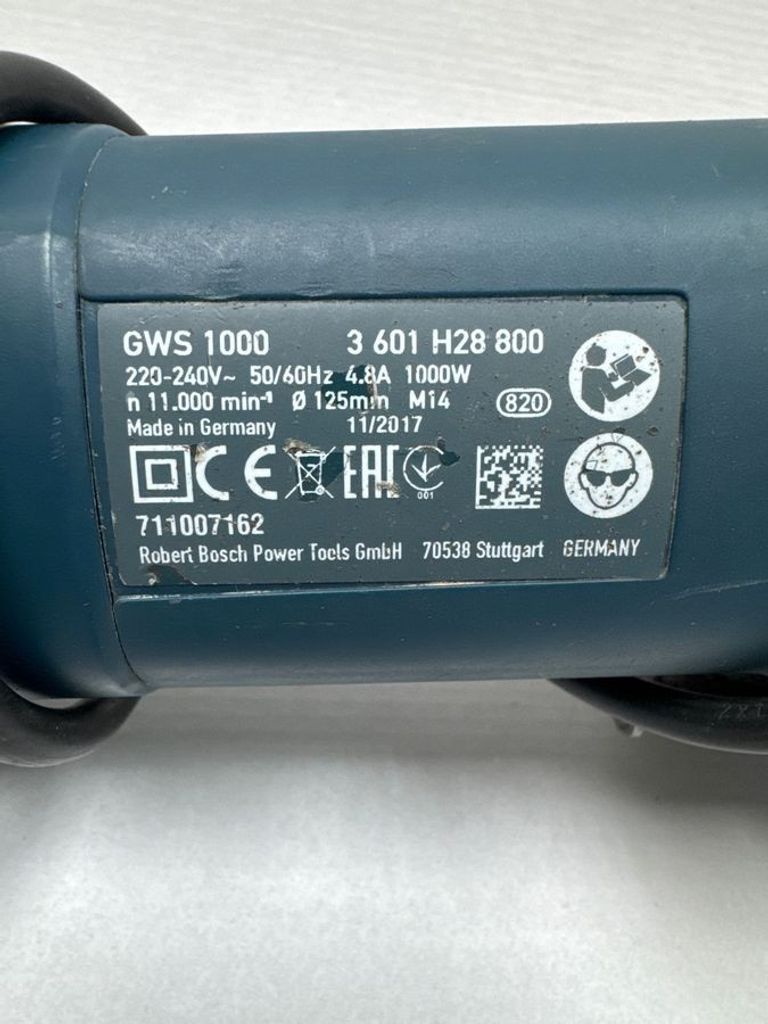 GWS 1000 3 601 H28 800
220-240V~ 50/60Hz 4.8A 1000W
n 11.000 min⁻¹ Ø 125mm M14 820
Made in Germany 11/2017
CE EAC 001
711007162
Robert Bosch Power Tools GmbH 70538 Stuttgart GERMANY